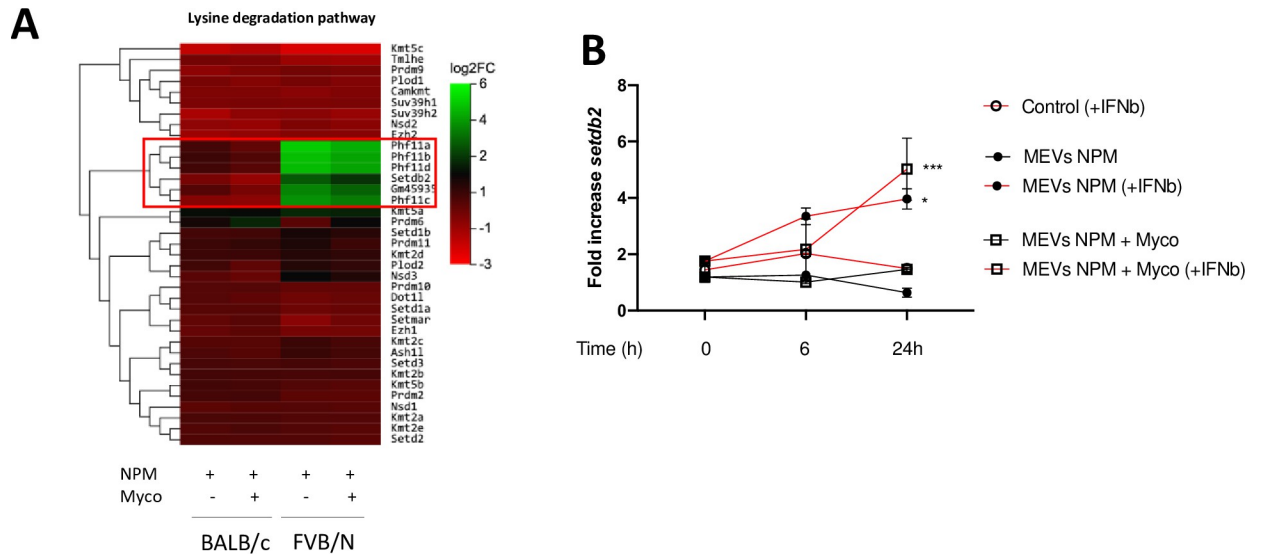 A
Lysine degradation pathway
Kmt5c
Tmlhe
Prdm9
Plod1
Camkmt
Suv39h1
Suv39h2
Nsd2
Ezh2
Phf11a
Phf11b
Phf11d
Setdb2
Gm45935
Phf11c
Kmt5a
Prdm6
Setd1b
Prdm11
Kmt2d
Plod2
Nsd3
Prdm10
Dot1l
Setd1a
Setmar
Ezh1
Kmt2c
Ash1l
Setd3
Kmt2b
Kmt5b
Prdm2
Nsd1
Kmt2a
Kmt2e
Setd2
log2FC
6
4
2
1
-1
-3
NPM + + + +
Myco - + - +
BALB/c FVB/N
B
Fold increase setdb2
8
6
4
2
0
***
*
Time (h) 0 6 24h
Control (+IFNb)
MEVs NPM
MEVs NPM (+IFNb)
MEVs NPM + Myco
MEVs NPM + Myco (+IFNb)